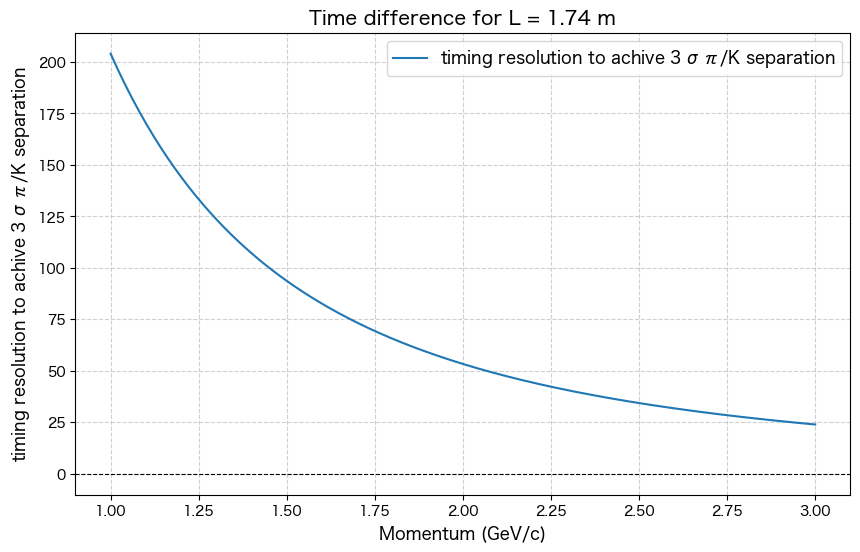 Time difference for L = 1.74 m
timing resolution to achive 3 σ π/K separation
timing resolution to achive 3 σ π/K separation
200
175
150
125
100
75
50
25
0
1.00 1.25 1.50 1.75 2.00 2.25 2.50 2.75 3.00
Momentum (GeV/c)